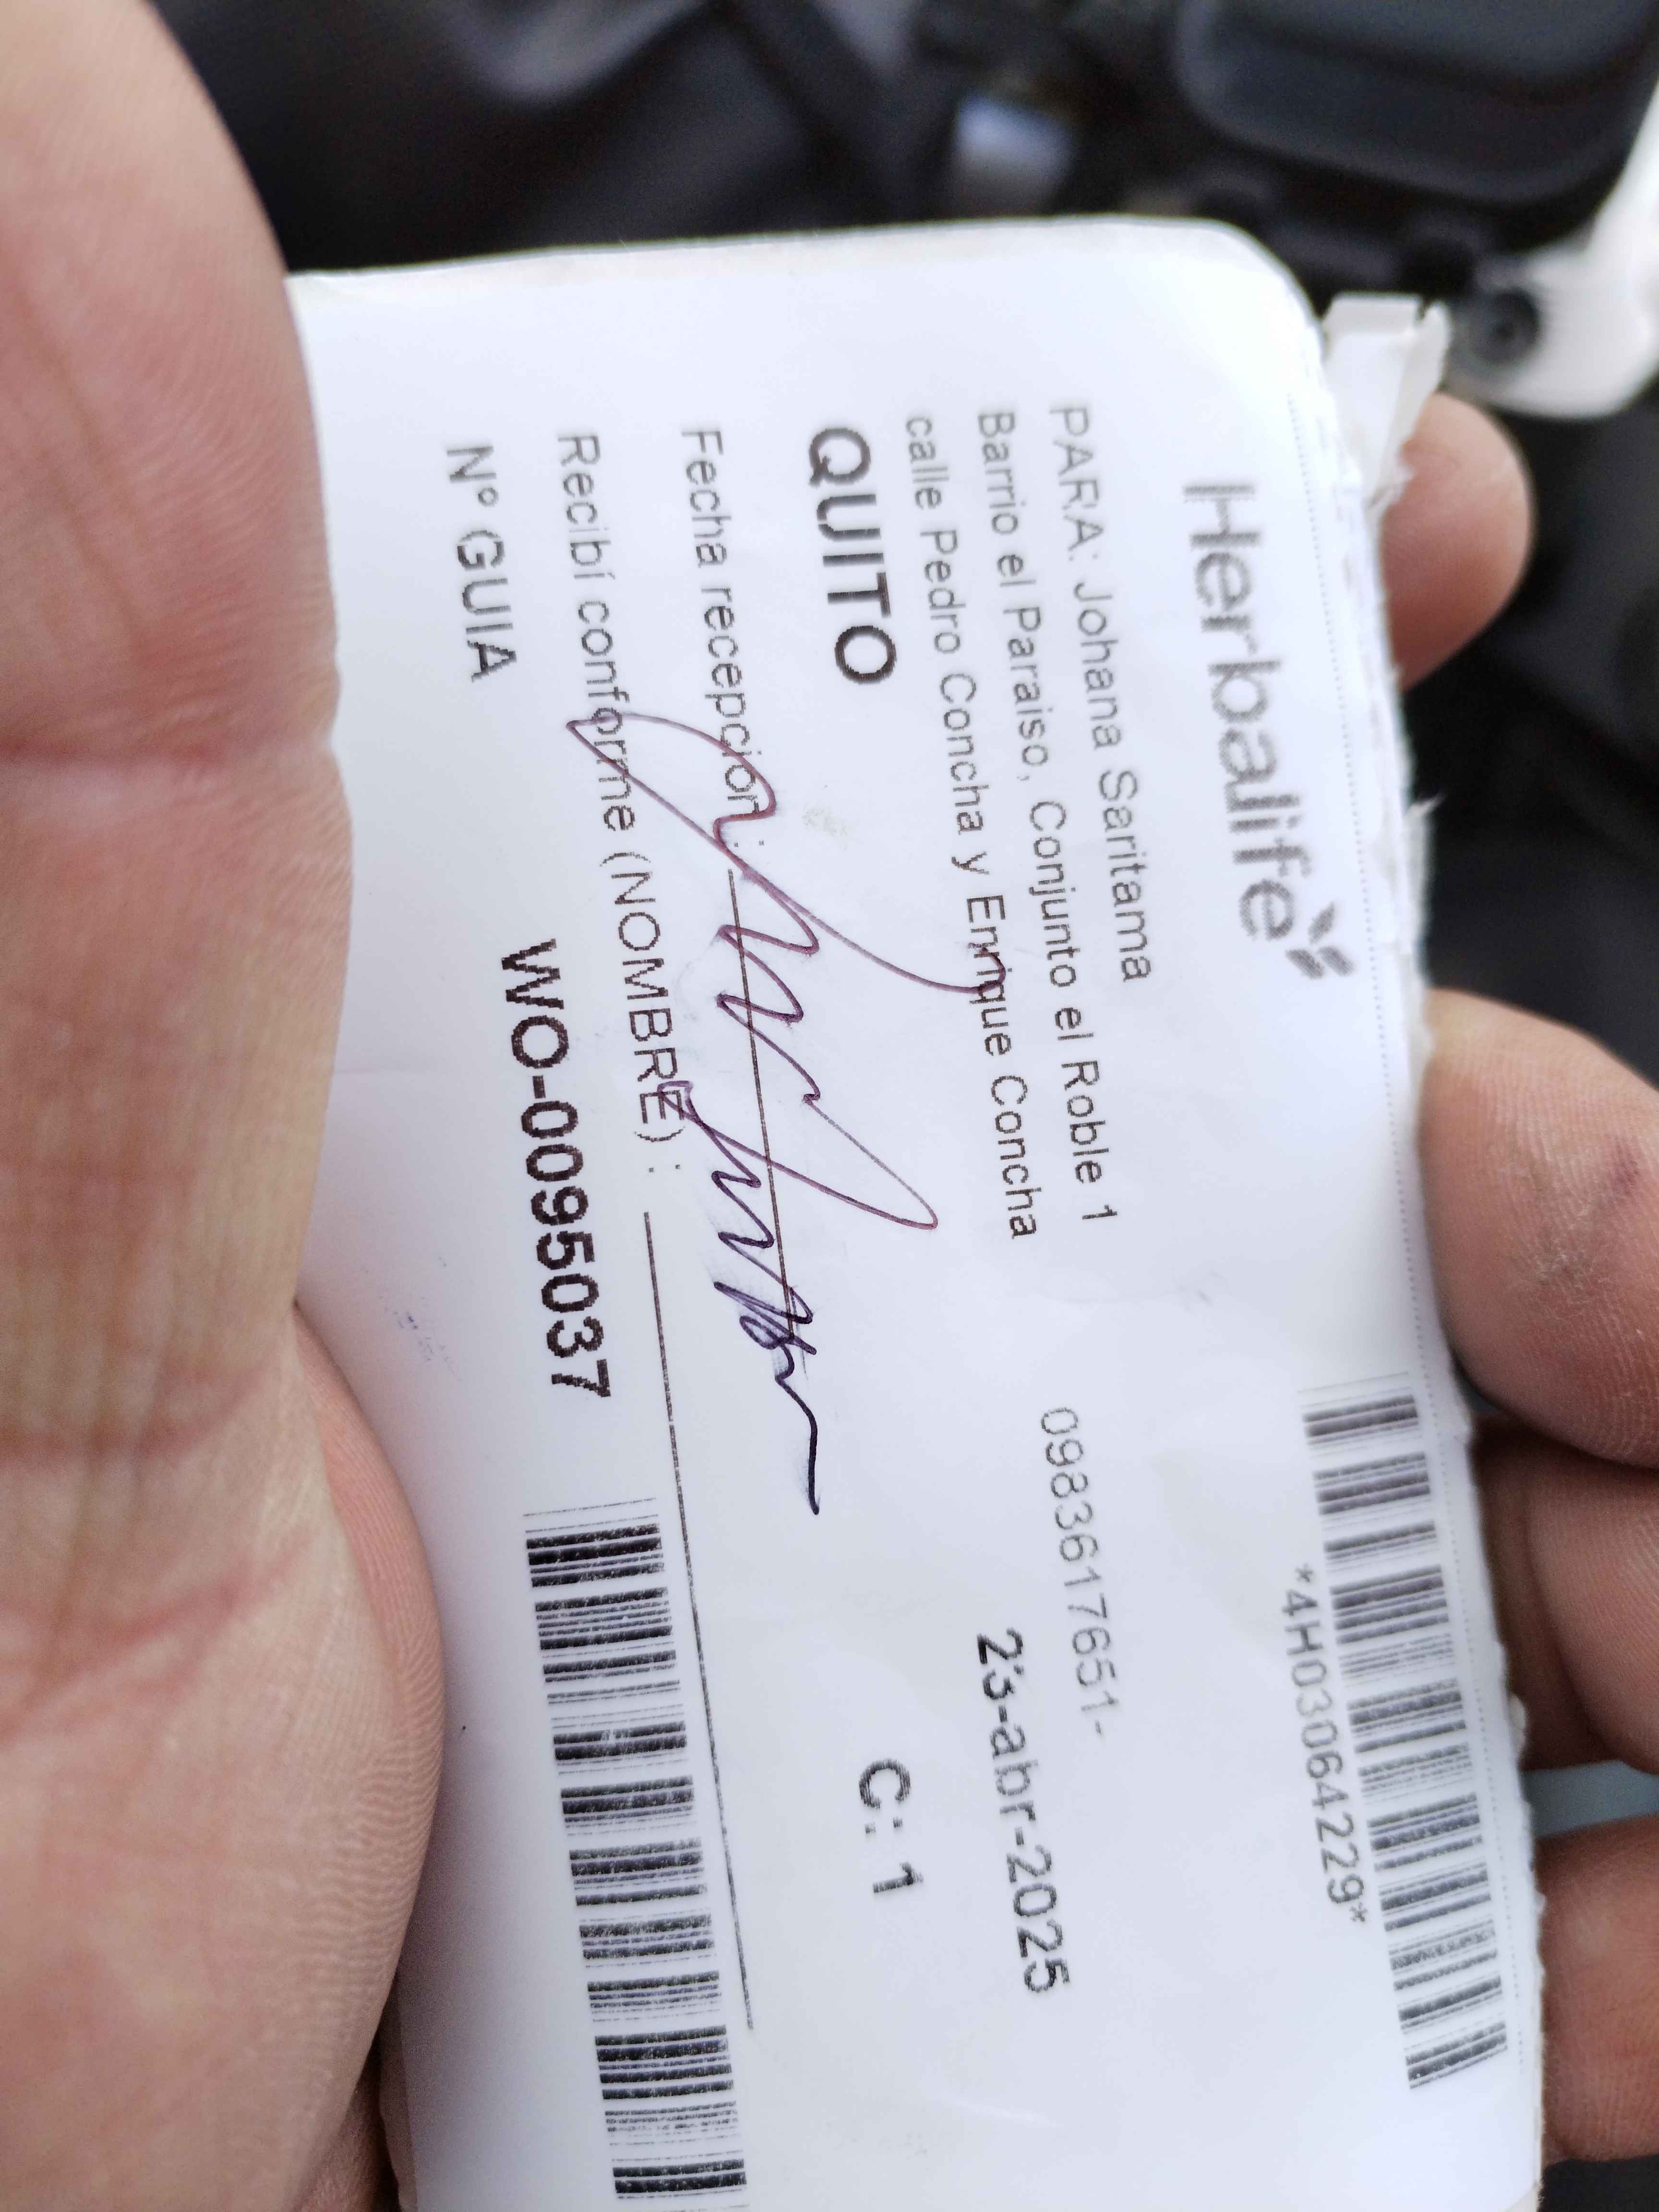 Herbalife
*4H03064229*
PARA: Johana Saritama
0983617651-
Barrio el Paraiso, Conjunto el Roble 1
calle Pedro Concha y Enrique Concha
23-abr-2025
QUITO
C: 1
Fecha recepción:
Recibí conforme (NOMBRE) :
Nº GUIA
WO-0095037